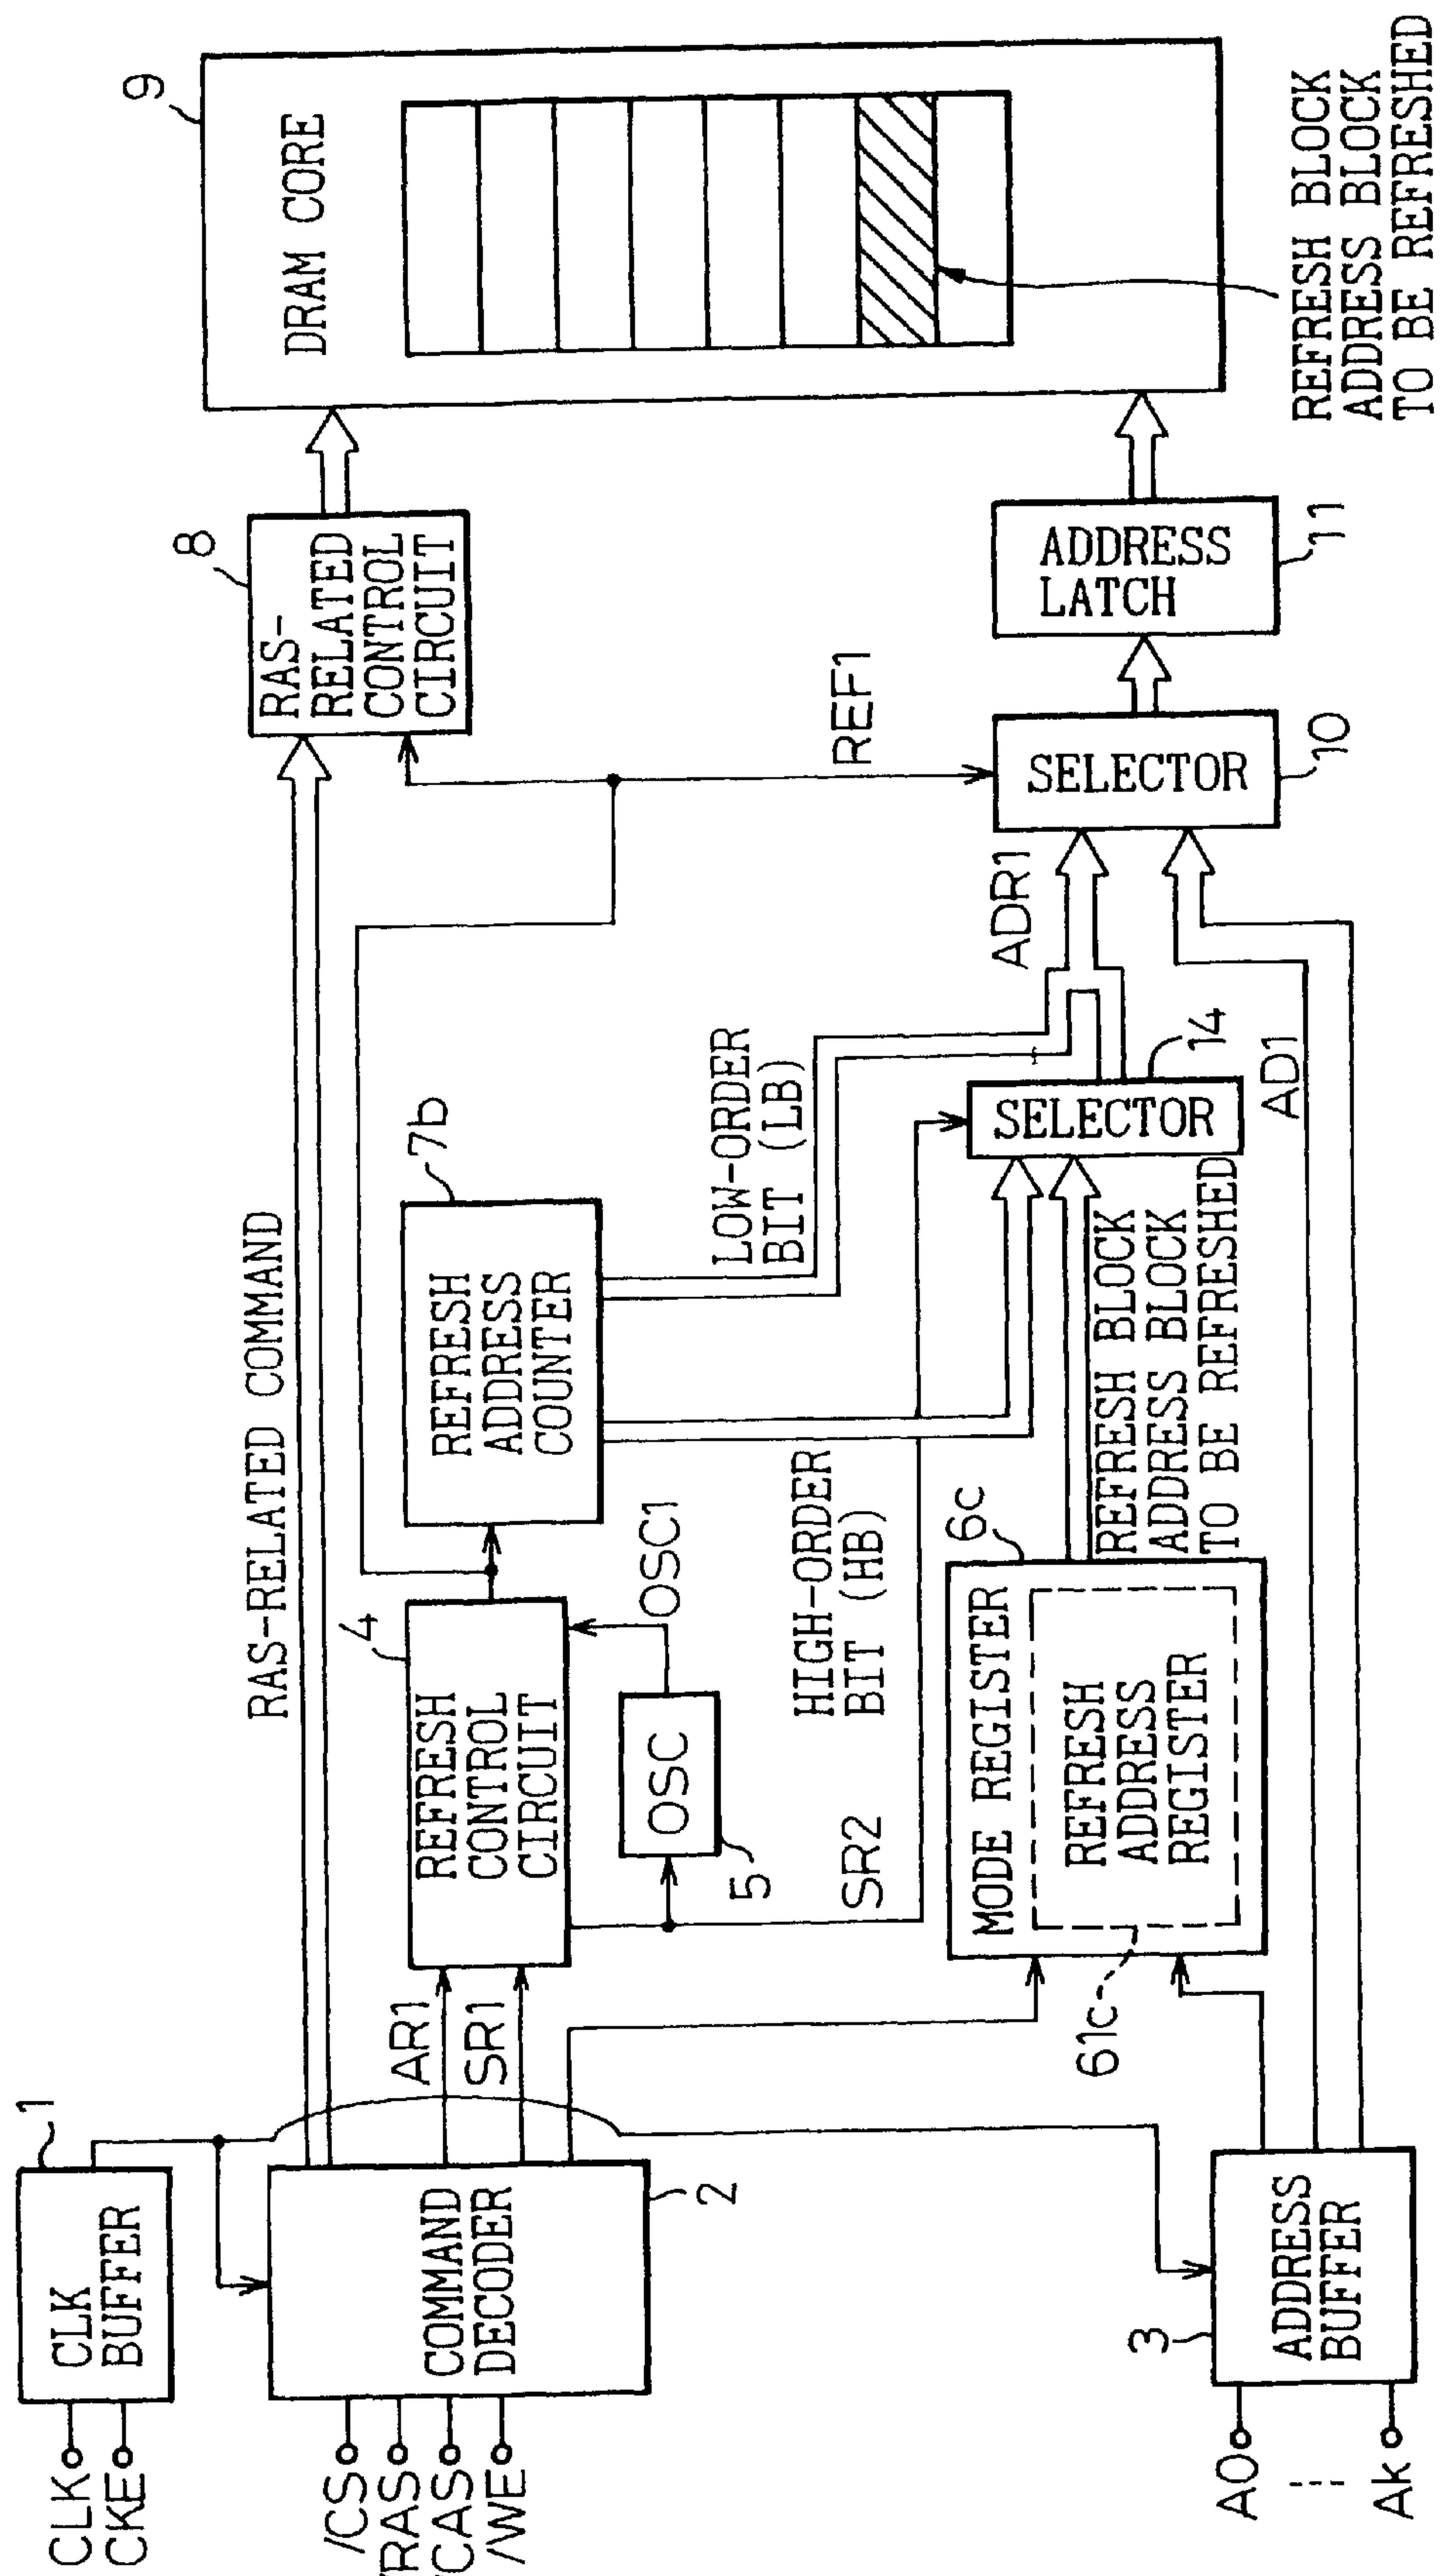 CLK
CKE
1
CLK
BUFFER
/CS
/RAS
/CAS
/WE
COMMAND
DECODER
2
A0
Ak
3
ADDRESS
BUFFER
RAS-RELATED COMMAND
AR1
SR1
4
REFRESH
CONTROL
CIRCUIT
OSC
5
OSC1
SR2
MODE REGISTER
6c
REFRESH
ADDRESS
REGISTER
61c
7b
REFRESH
ADDRESS
COUNTER
HIGH-ORDER
BIT (HB)
LOW-ORDER
BIT (LB)
REFRESH BLOCK
ADDRESS BLOCK
TO BE REFRESHED
SELECTOR
14
AD1
ADR1
REF1
SELECTOR
10
8
RAS-
RELATED
CONTROL
CIRCUIT
ADDRESS
LATCH
11
9
DRAM CORE
REFRESH BLOCK
ADDRESS BLOCK
TO BE REFRESHED